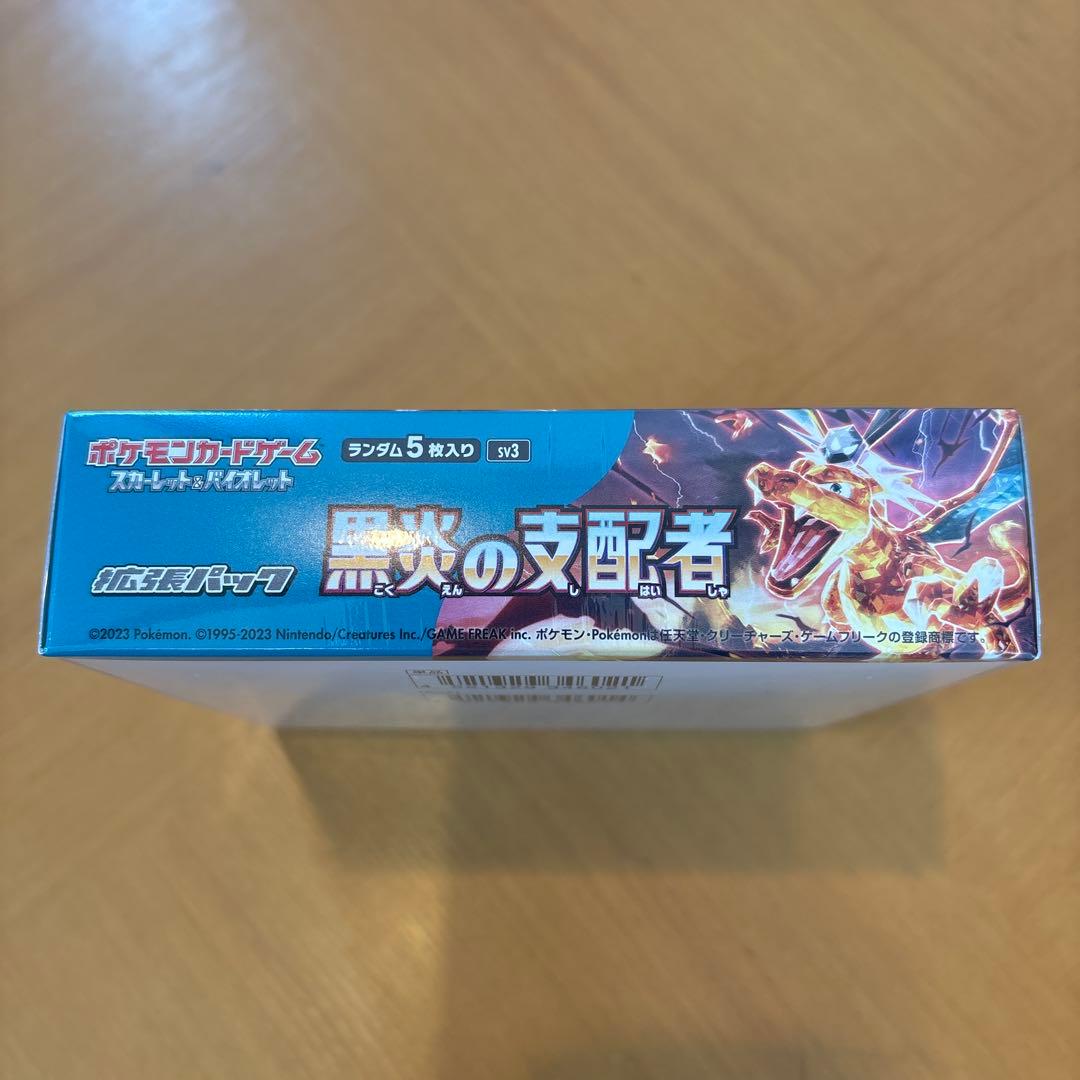 ポケモンカードゲーム
スカーレット&バイオレット
ランダム5枚入り
sv3
拡張パック
黒炎の支配者
こく えん し はい しゃ
©2023 Pokémon. ©1995-2023 Nintendo/Creatures Inc./GAME FREAK inc. ポケモン・Pokémonは任天堂・クリーチャーズ・ゲームフリークの登録商標です。